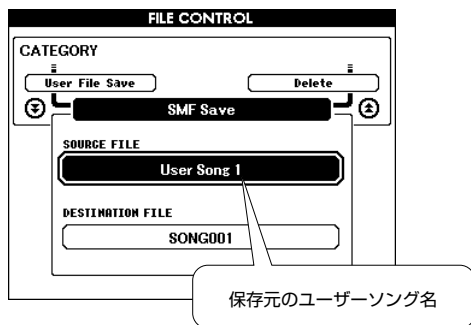 FILE CONTROL
CATEGORY
User File Save
Delete
SMF Save
SOURCE FILE
User Song 1
DESTINATION FILE
SONG001
保存元のユーザーソング名